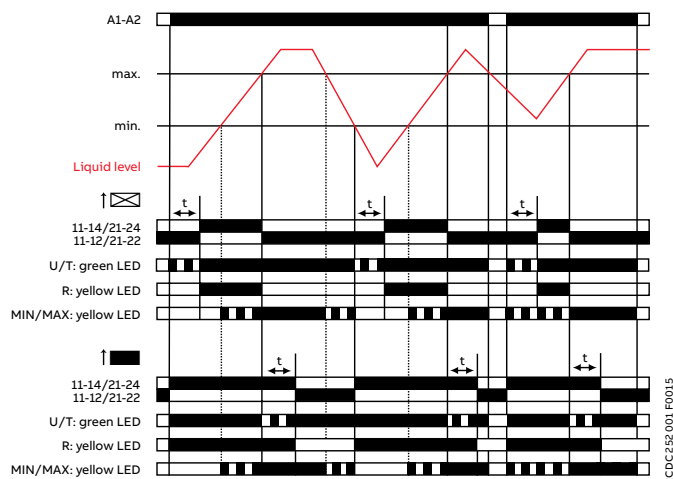 A1-A2
max.
min.
Liquid level
t t t
11-14/21-24
11-12/21-22
U/T: green LED
R: yellow LED
MIN/MAX: yellow LED
t t t
11-14/21-24
11-12/21-22
U/T: green LED
R: yellow LED
MIN/MAX: yellow LED
CDC 252 001 F0015